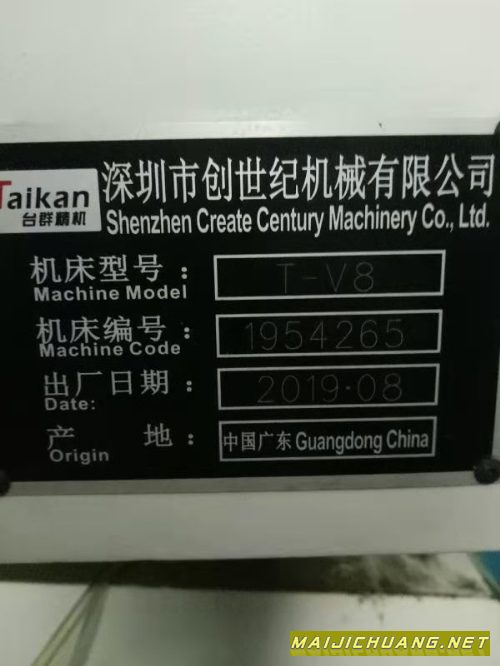 Taikan
台群精机
深圳市创世纪机械有限公司
Shenzhen Create Century Machinery Co., Ltd.
机床型号：
Machine Model
T-V8
机床编号：
Machine Code
1954265
出厂日期：
Date:
2019·08
产 地：
Origin
中国广东 Guangdong China
MAIJICHUANG.NET